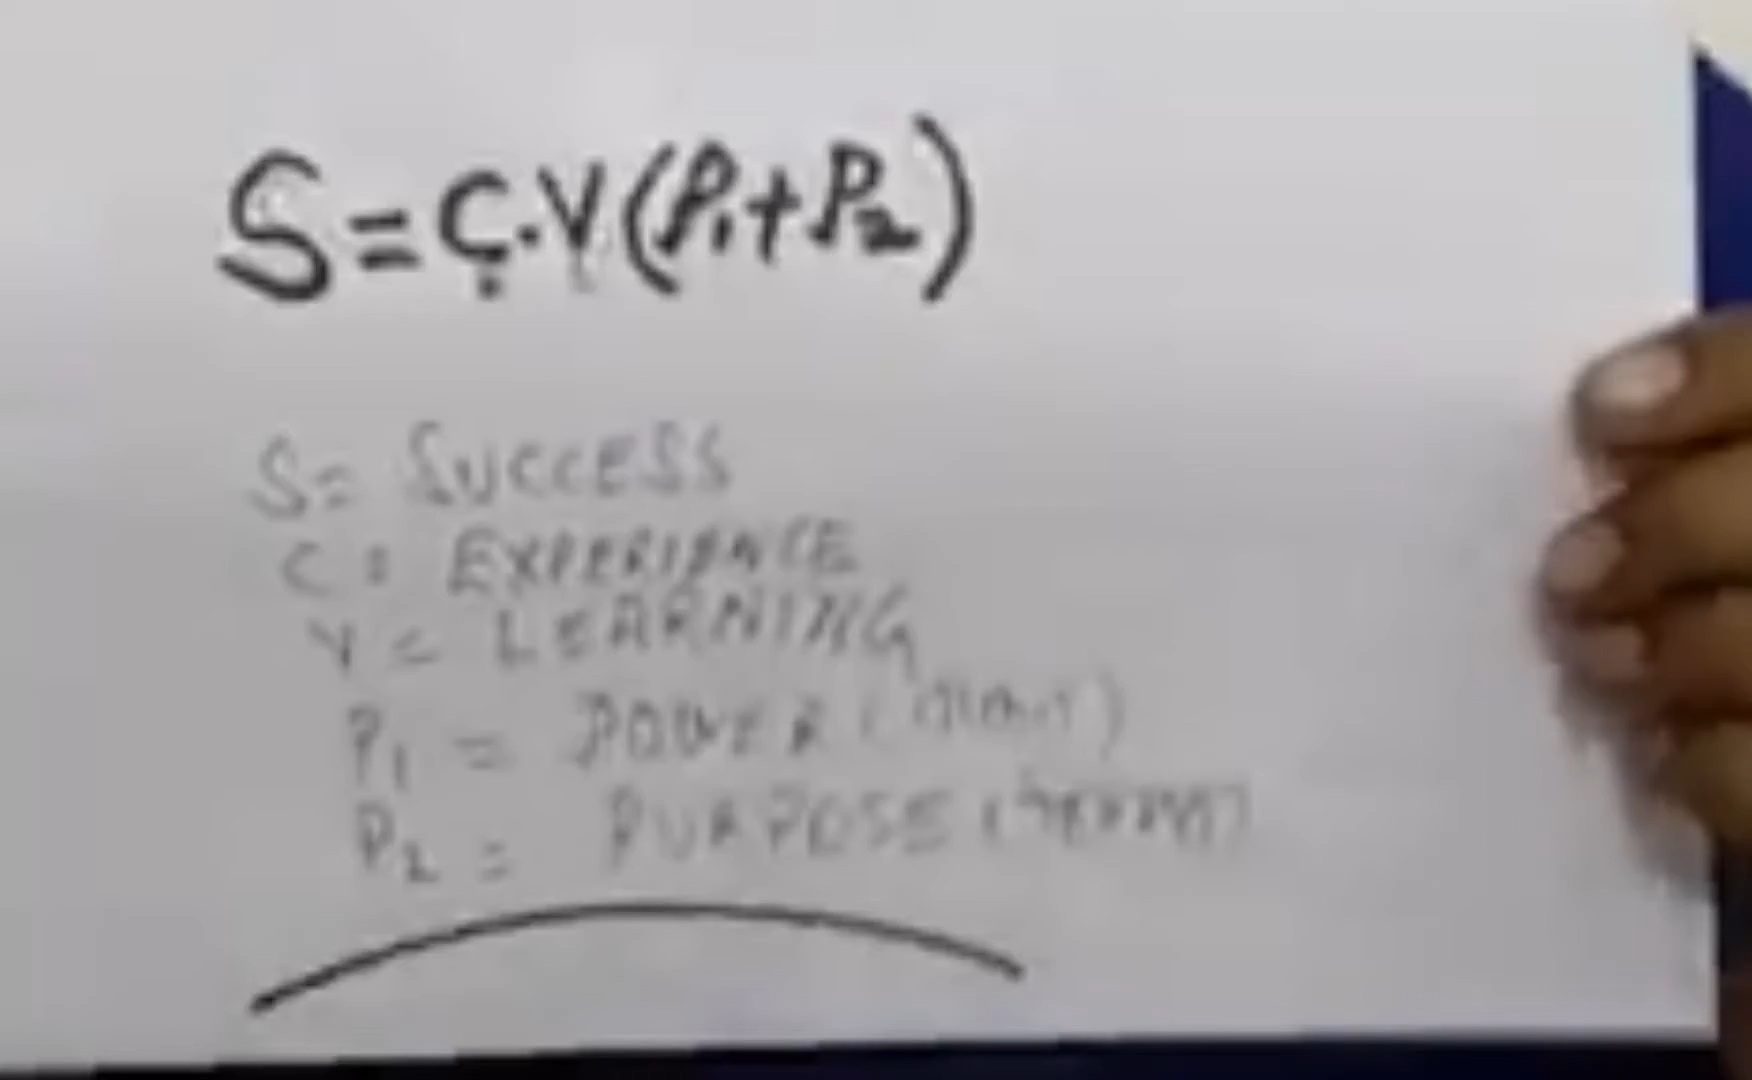 S=C.V(P1+P2)
S= SUCCESS
C = EXPERIENCE
V = LEARNING
P1 = POWER
P2 = PURPOSE